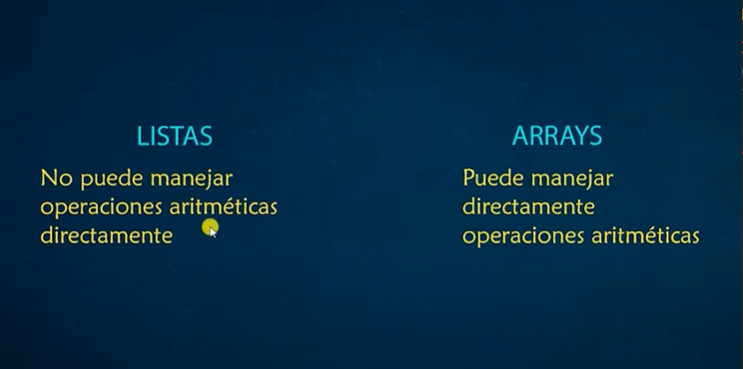 LISTAS
No puede manejar
operaciones aritméticas
directamente
ARRAYS
Puede manejar
directamente
operaciones aritméticas